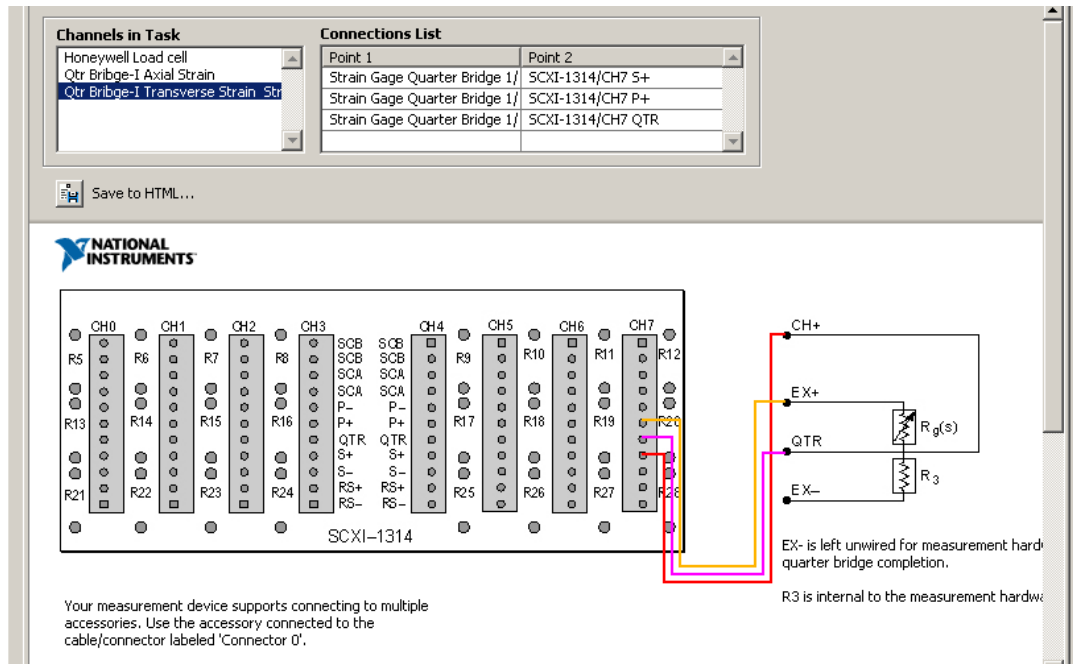 Channels in Task
Connections List
Honeywell Load cell
Qtr Bribge-I Axial Strain
Qtr Bribge-I Transverse Strain Str
Point 1 Point 2
Strain Gage Quarter Bridge 1/ SCXI-1314/CH7 S+
Strain Gage Quarter Bridge 1/ SCXI-1314/CH7 P+
Strain Gage Quarter Bridge 1/ SCXI-1314/CH7 QTR
Save to HTML...
NATIONAL
INSTRUMENTS
CH0 CH1 CH2 CH3 CH4 CH5 CH6 CH7
SCB SCB
R5 R6 R7 R8 SCB SCB R9 R10 R11 R12
SCA SCA
SCA SCA
P- P-
R13 R14 R15 R16 P+ P+ R17 R18 R19 R20
QTR QTR
S+ S+
S- S-
R21 R22 R23 R24 RS+ RS+ R25 R26 R27 R28
RS- RS-
SCXI-1314
CH+
EX+
Rg(s)
QTR
R3
EX-
EX- is left unwired for measurement hard
quarter bridge completion.
R3 is internal to the measurement hardwa
Your measurement device supports connecting to multiple
accessories. Use the accessory connected to the
cable/connector labeled 'Connector 0'.